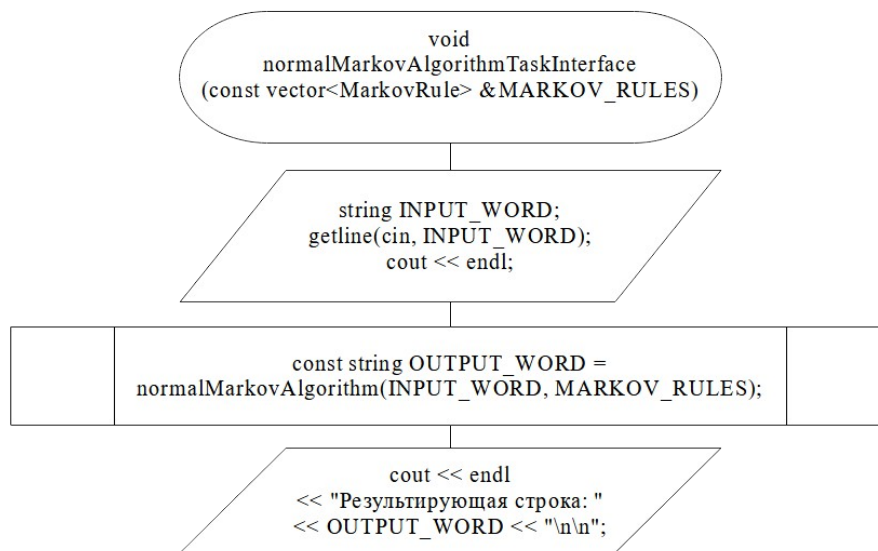 void
normalMarkovAlgorithmTaskInterface
(const vector<MarkovRule> &MARKOV_RULES)
string INPUT_WORD;
getline(cin, INPUT_WORD);
cout << endl;
const string OUTPUT_WORD =
normalMarkovAlgorithm(INPUT_WORD, MARKOV_RULES);
cout << endl
<< "Результирующая строка: "
<< OUTPUT_WORD << "\n\n";